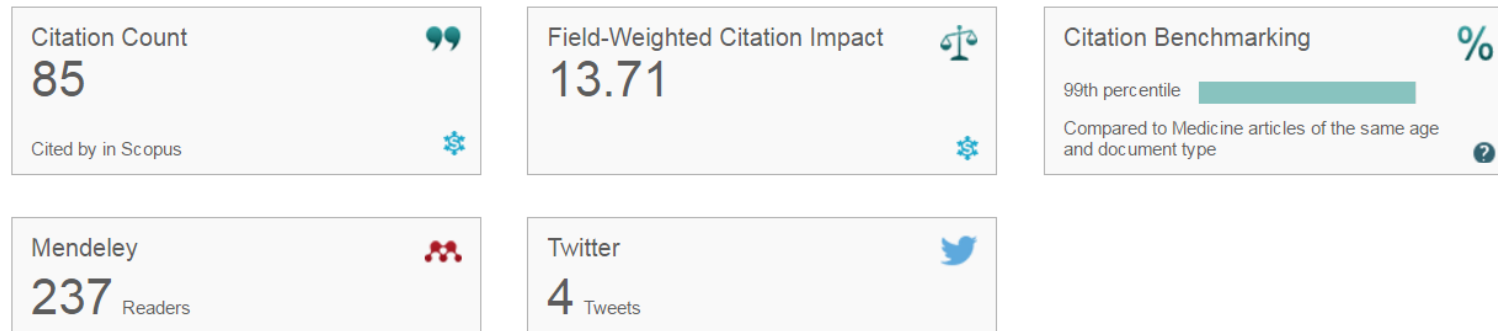 Citation Count
85
Cited by in Scopus
Field-Weighted Citation Impact
13.71
Citation Benchmarking
%
99th percentile
Compared to Medicine articles of the same age
and document type
Mendeley
237 Readers
Twitter
4 Tweets